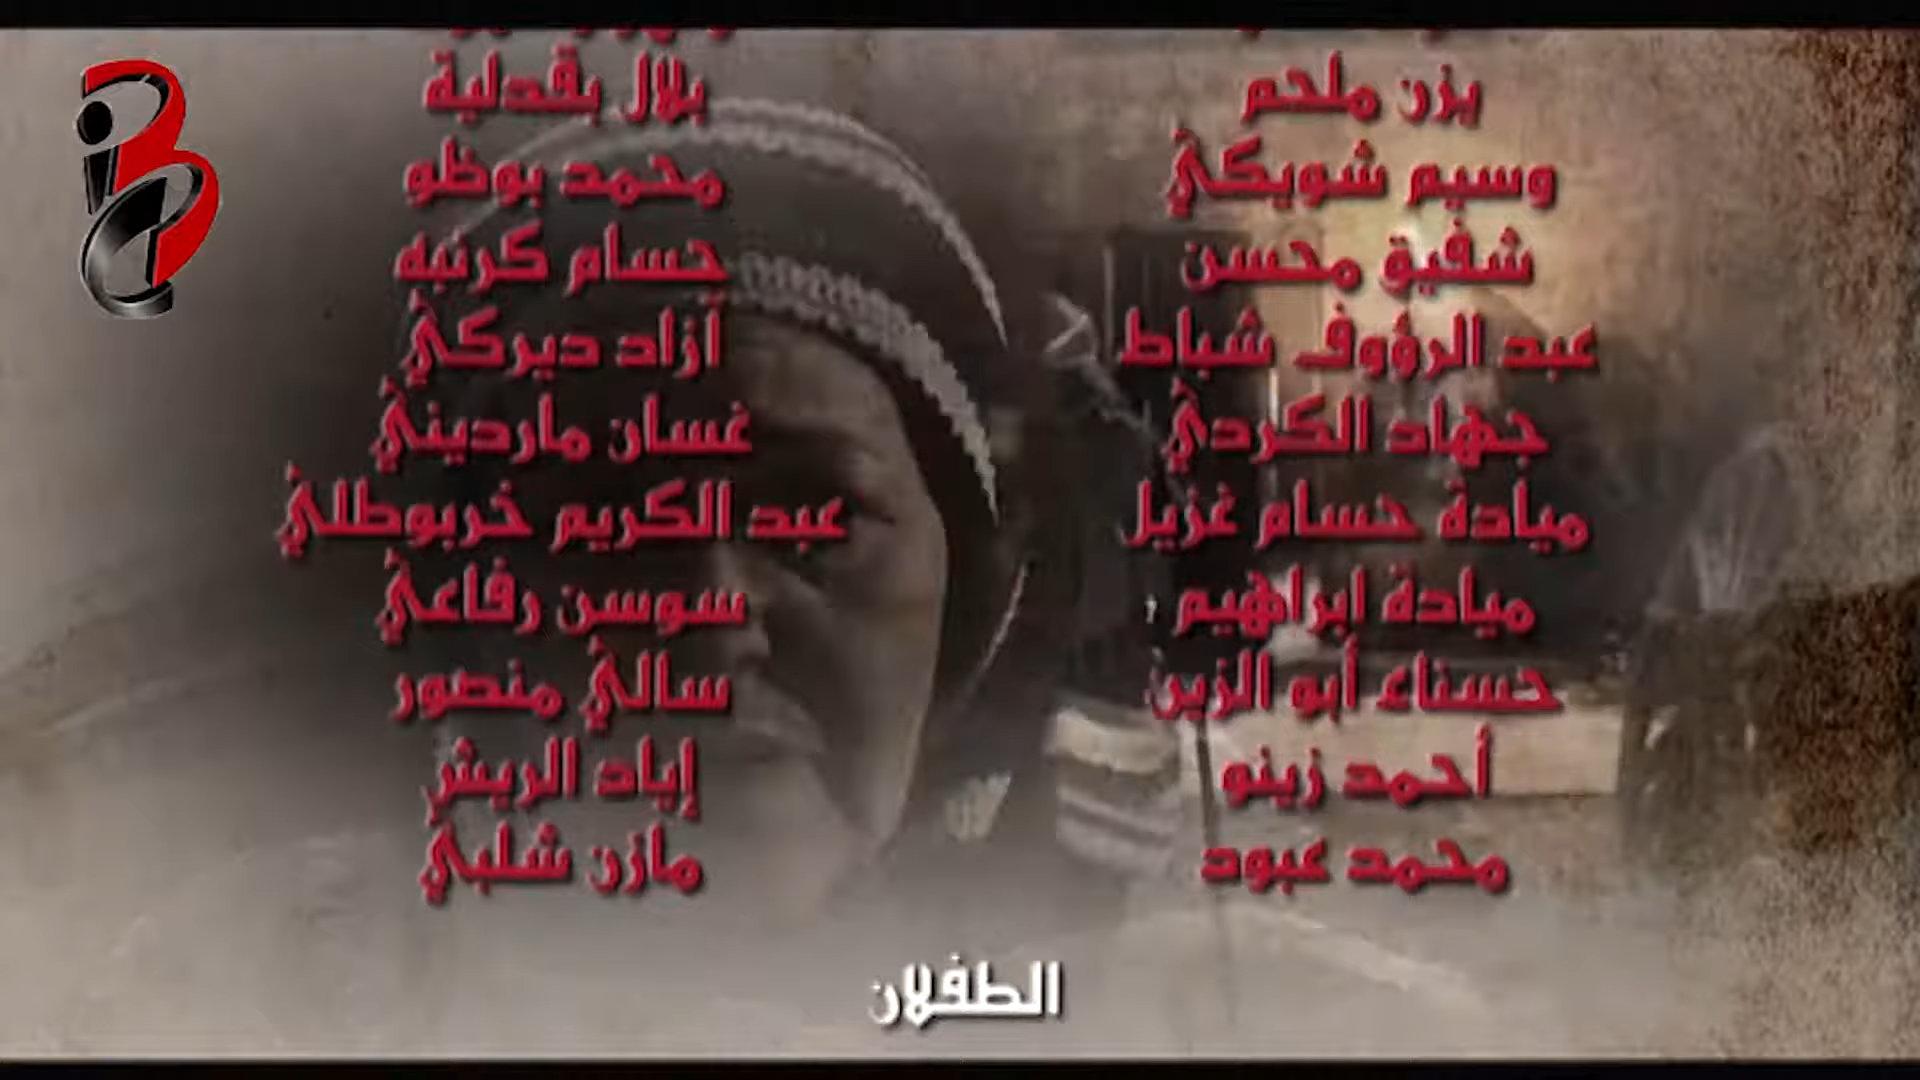 يزن ملحم
بلال بقدلية
وسيم شويكي
محمد بوظو
شفيق محسن
حسام كرنبه
عبد الرؤوف شباط
آزاد ديركي
جهاد الكردي
غسان مارديني
ميادة حسام غزيل
عبد الكريم خربوطلي
ميادة ابراهيم
سوسن رفاعي
حسناء أبو الزين
سالي منصور
أحمد زينو
إياد الريش
محمد عبود
مازن شلبي
الطفلان